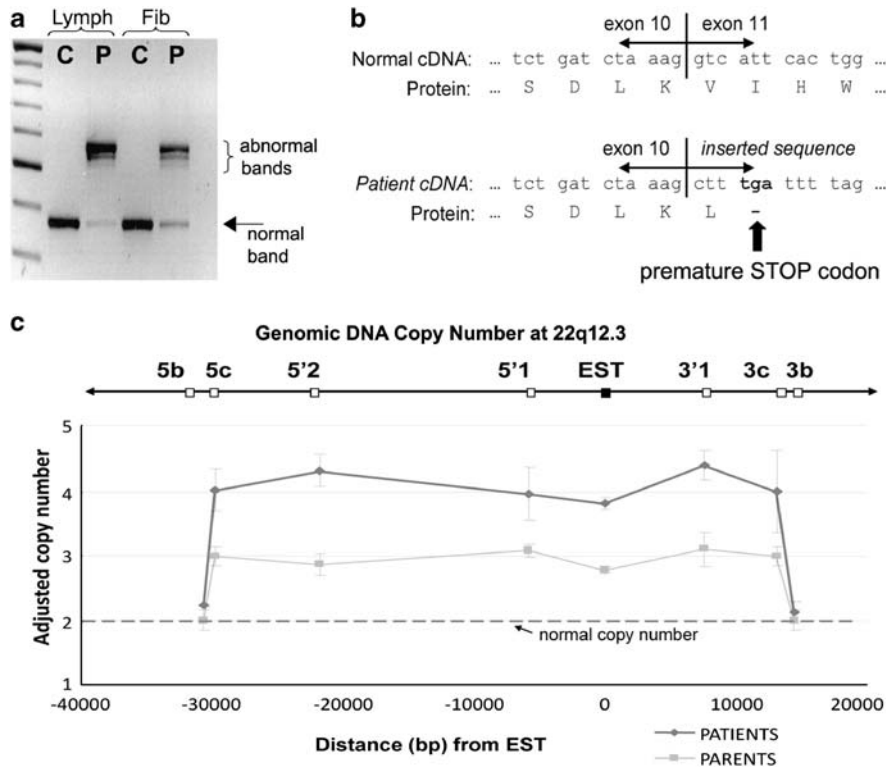 a
Lymph Fib
C P C P
abnormal
bands
normal
band
b
exon 10 exon 11
Normal cDNA: ... tct gat cta aag gtc att cac tgg ...
Protein: ... S D L K V I H W ...
exon 10 inserted sequence
Patient cDNA: ... tct gat cta aag ctt tga ttt tag ...
Protein: ... S D L K L –
premature STOP codon
c
Genomic DNA Copy Number at 22q12.3
5b 5c 5'2 5'1 EST 3'1 3c 3b
Adjusted copy number
5
4
3
2
1
normal copy number
-40000 -30000 -20000 -10000 0 10000 20000
Distance (bp) from EST
PATIENTS
PARENTS